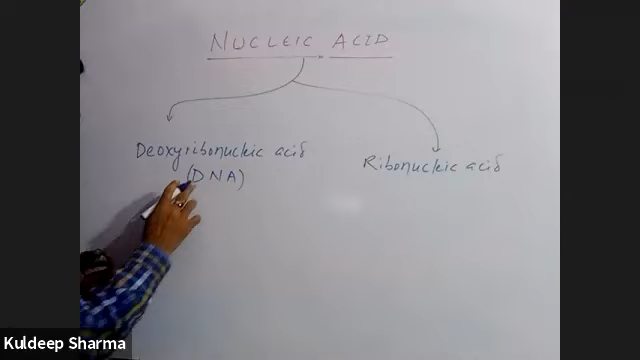 NUCLEIC ACID
Deoxyribonucleic acid
(DNA)
Ribonucleic acid
Kuldeep Sharma